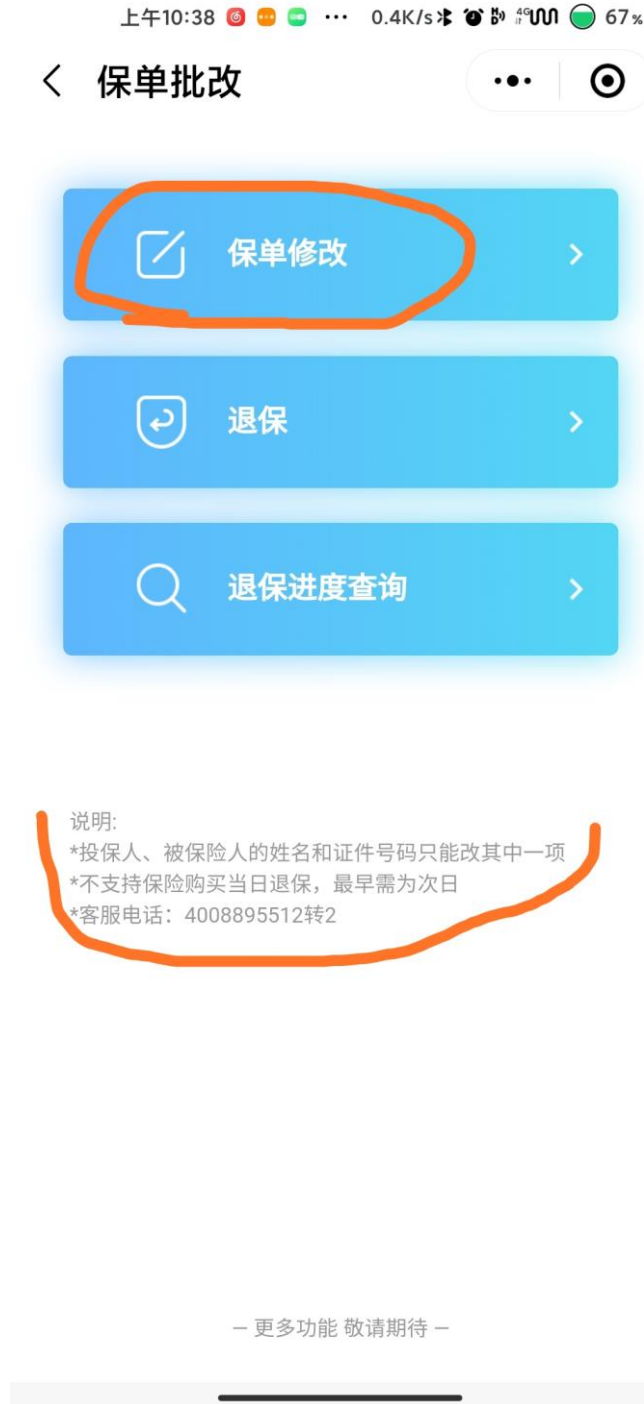 上午10:38 ··· 0.4K/s 4G 67%
保单批改
保单修改
退保
退保进度查询
说明:
*投保人、被保险人的姓名和证件号码只能改其中一项
*不支持保险购买当日退保，最早需为次日
*客服电话：4008895512转2
— 更多功能 敬请期待 —